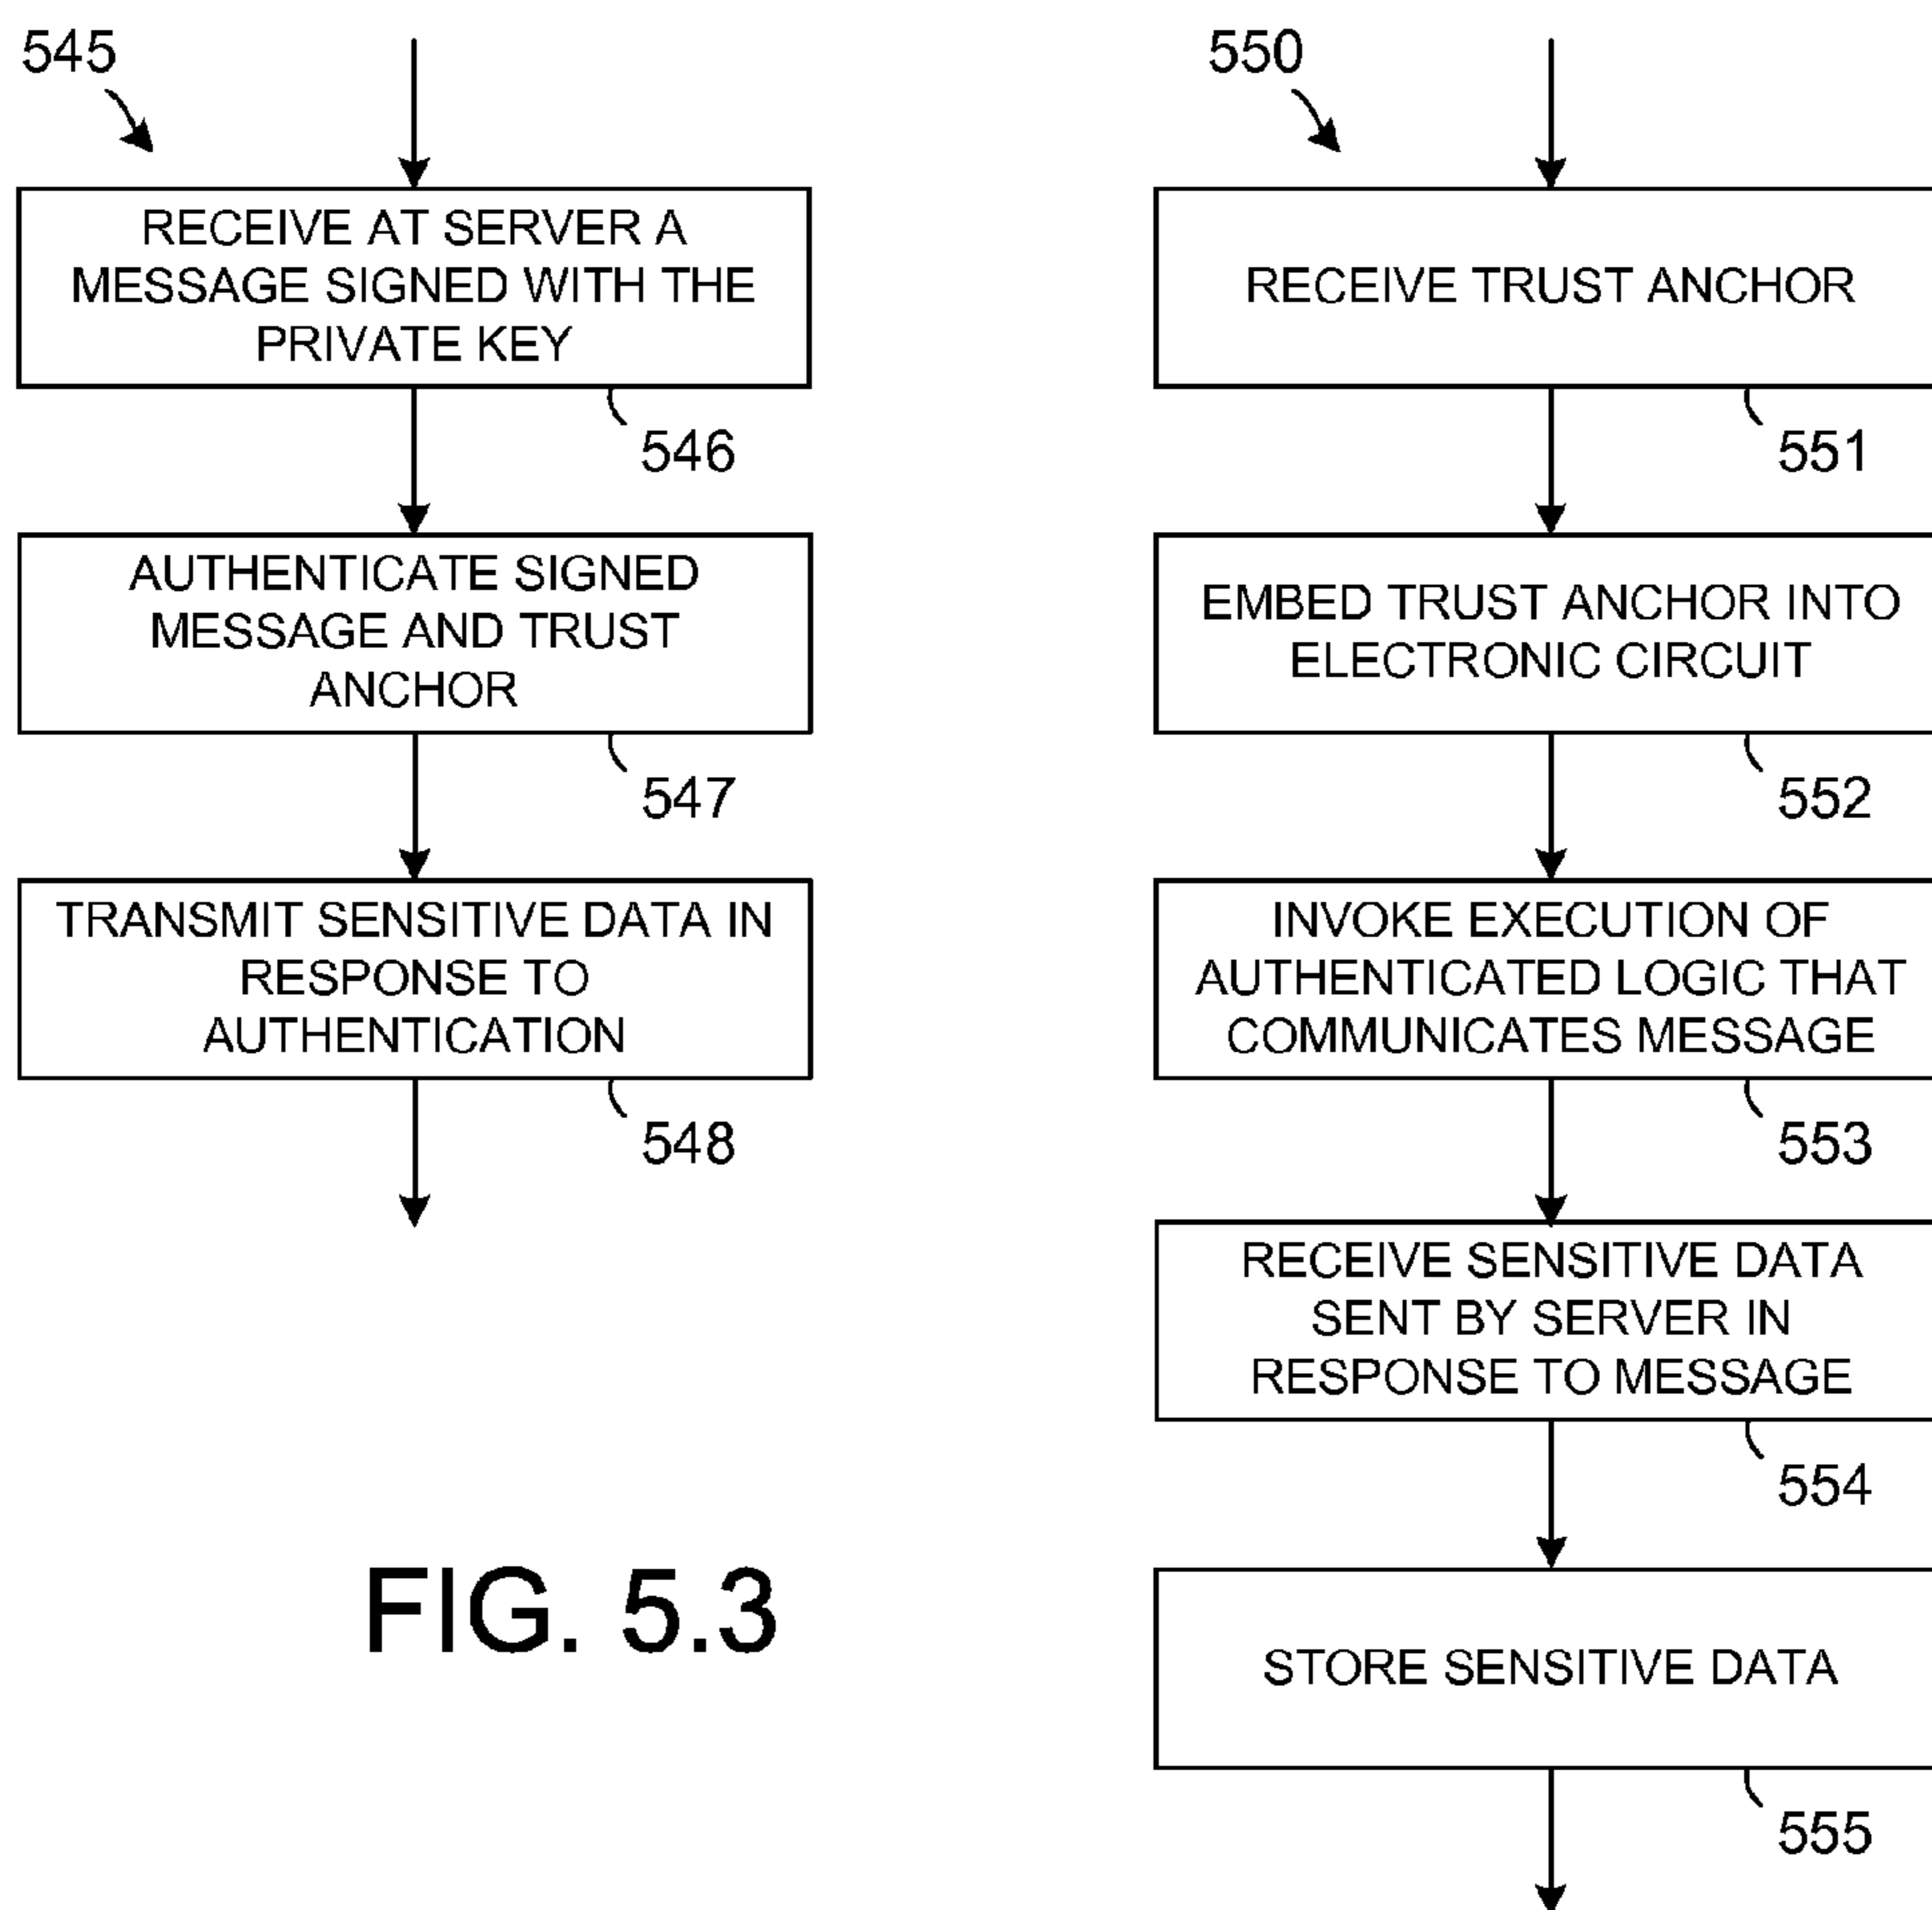 545
RECEIVE AT SERVER A
MESSAGE SIGNED WITH THE
PRIVATE KEY
546
AUTHENTICATE SIGNED
MESSAGE AND TRUST
ANCHOR
547
TRANSMIT SENSITIVE DATA IN
RESPONSE TO
AUTHENTICATION
548
FIG. 5.3
550
RECEIVE TRUST ANCHOR
551
EMBED TRUST ANCHOR INTO
ELECTRONIC CIRCUIT
552
INVOKE EXECUTION OF
AUTHENTICATED LOGIC THAT
COMMUNICATES MESSAGE
553
RECEIVE SENSITIVE DATA
SENT BY SERVER IN
RESPONSE TO MESSAGE
554
STORE SENSITIVE DATA
555